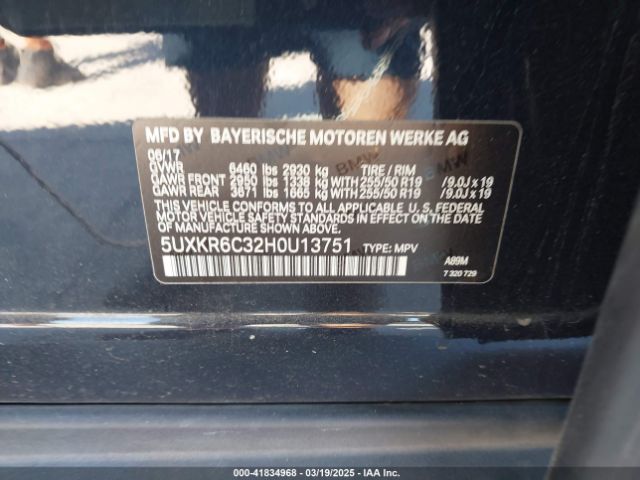 MFD BY BAYERISCHE MOTOREN WERKE AG
06/17
GVWR 6460 lbs 2930 kg TIRE / RIM
GAWR FRONT 2950 lbs 1338 kg WITH 255/50 R19 /9.0J x 19
GAWR REAR 3671 lbs 1665 kg WITH 255/50 R19 /9.0J x 19
THIS VEHICLE CONFORMS TO ALL APPLICABLE U. S. FEDERAL
MOTOR VEHICLE SAFETY STANDARDS IN EFFECT ON THE DATE
OF MANUFACTURE SHOWN ABOVE.
5UXKR6C32H0U13751 TYPE: MPV
A89M
7 320 729
000-41834968 - 03/19/2025 - IAA Inc.